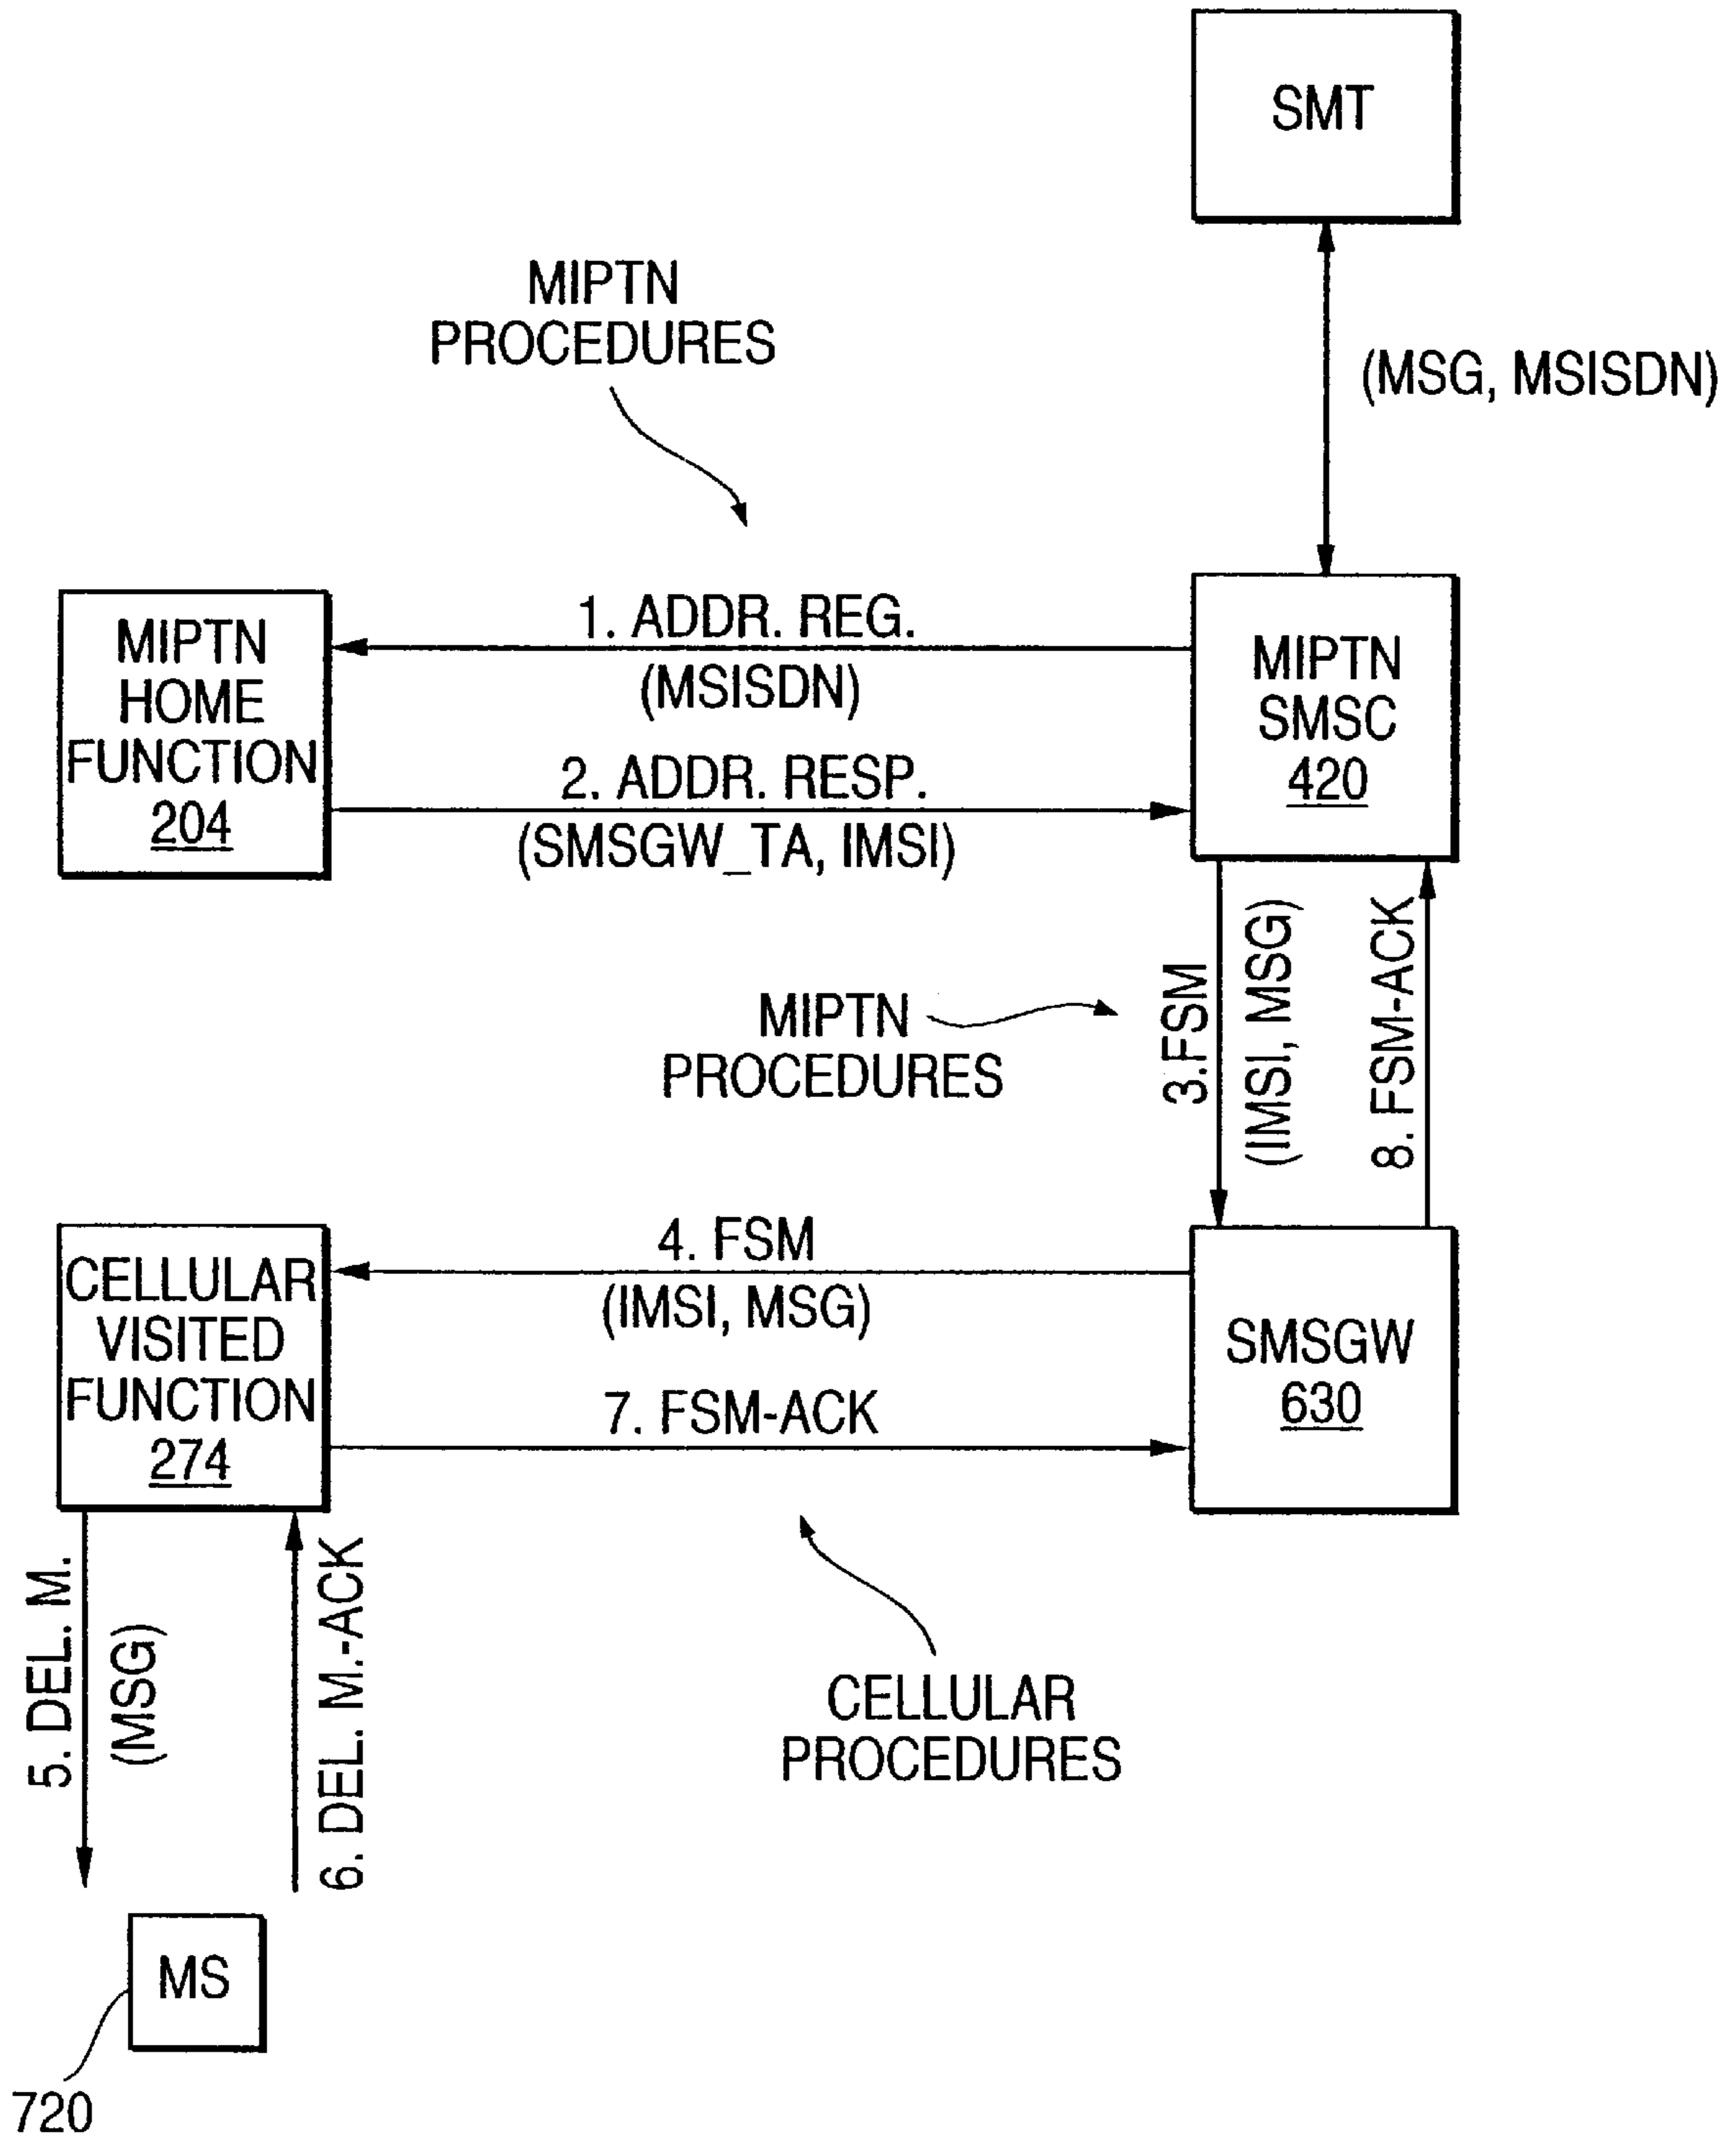 SMT
(MSG, MSISDN)
MIPTN
PROCEDURES
MIPTN
HOME
FUNCTION
204
1. ADDR. REG.
(MSISDN)
2. ADDR. RESP.
(SMSGW_TA, IMSI)
MIPTN
SMSC
420
MIPTN
PROCEDURES
3.FSM
(IMSI, MSG)
8. FSM-ACK
CELLULAR
VISITED
FUNCTION
274
4. FSM
(IMSI, MSG)
7. FSM-ACK
SMSGW
630
5. DEL. M.
(MSG)
6. DEL. M.-ACK
CELLULAR
PROCEDURES
MS
720